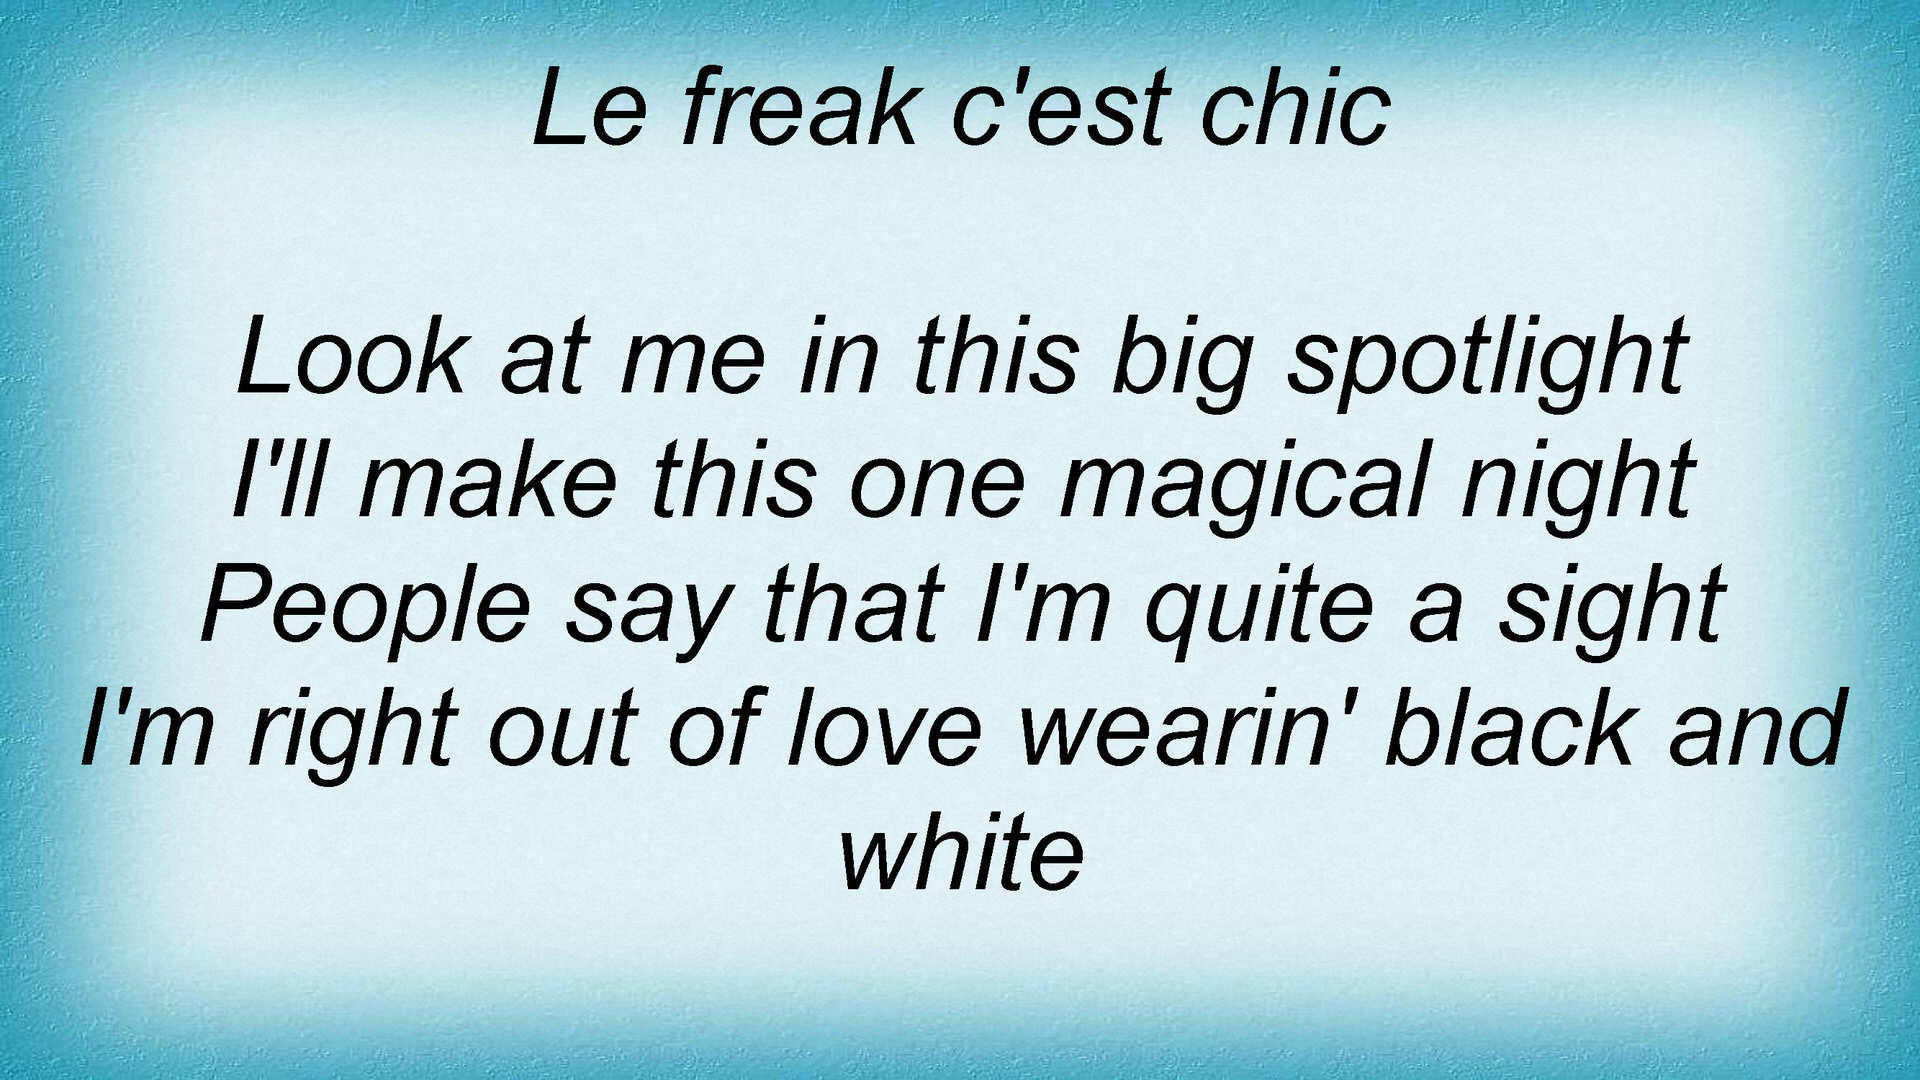 Le freak c'est chic
Look at me in this big spotlight
I'll make this one magical night
People say that I'm quite a sight
I'm right out of love wearin' black and
white